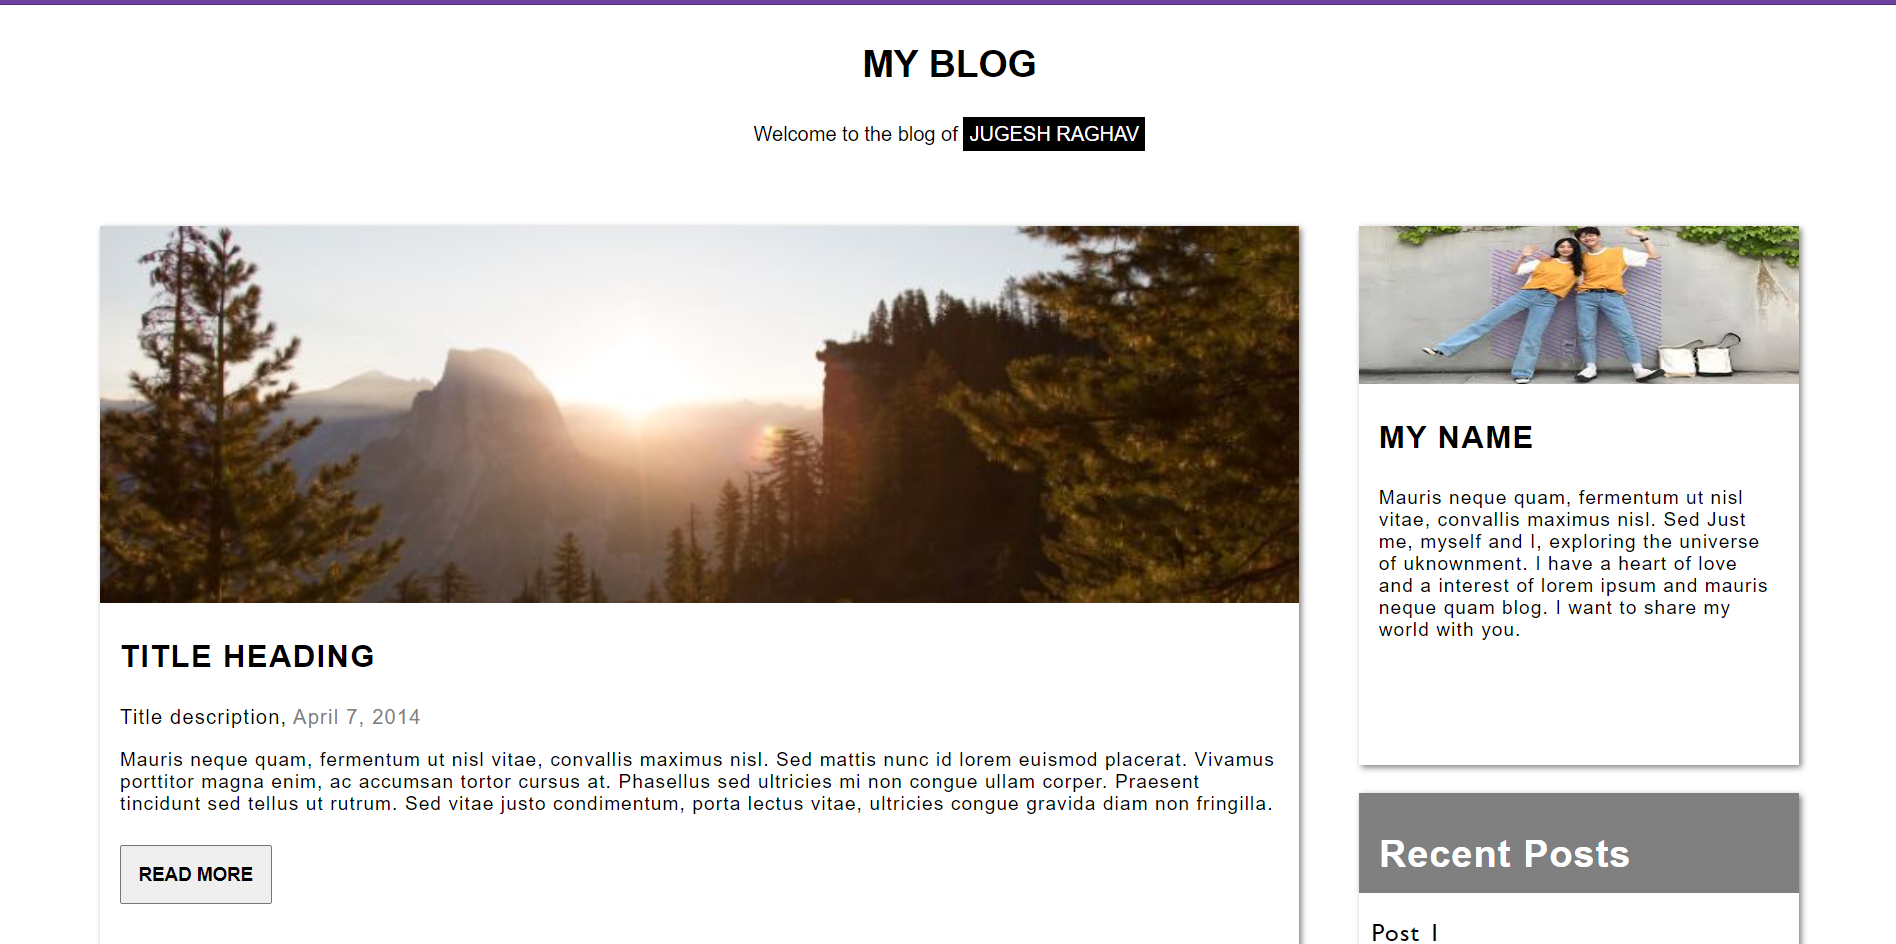 MY BLOG
Welcome to the blog of JUGESH RAGHAV
TITLE HEADING
Title description, April 7, 2014
Mauris neque quam, fermentum ut nisl vitae, convallis maximus nisl. Sed mattis nunc id lorem euismod placerat. Vivamus
porttitor magna enim, ac accumsan tortor cursus at. Phasellus sed ultricies mi non congue ullam corper. Praesent
tincidunt sed tellus ut rutrum. Sed vitae justo condimentum, porta lectus vitae, ultricies congue gravida diam non fringilla.
READ MORE
MY NAME
Mauris neque quam, fermentum ut nisl
vitae, convallis maximus nisl. Sed Just
me, myself and I, exploring the universe
of uknownment. I have a heart of love
and a interest of lorem ipsum and mauris
neque quam blog. I want to share my
world with you.
Recent Posts
Post 1